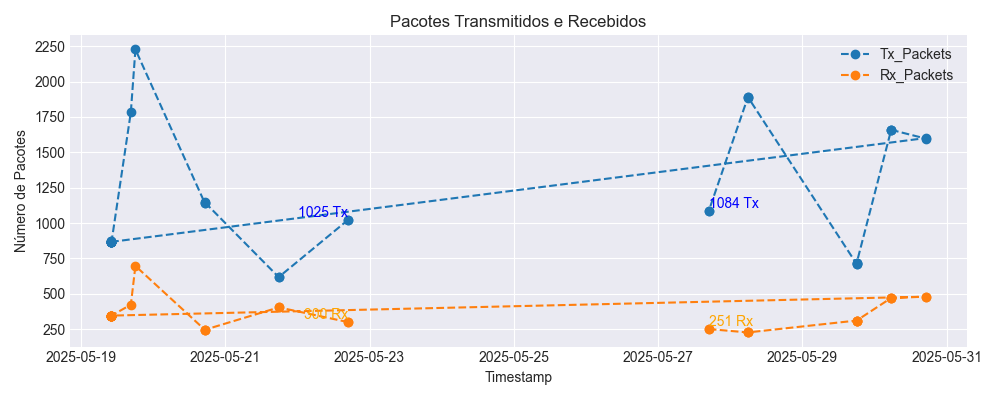 Pacotes Transmitidos e Recebidos
Número de Pacotes
2250
2000
1750
1500
1250
1000
750
500
250
Tx_Packets
Rx_Packets
1025 Tx
1084 Tx
251 Rx
2025-05-19
2025-05-21
2025-05-23
2025-05-25
2025-05-27
2025-05-29
2025-05-31
Timestamp